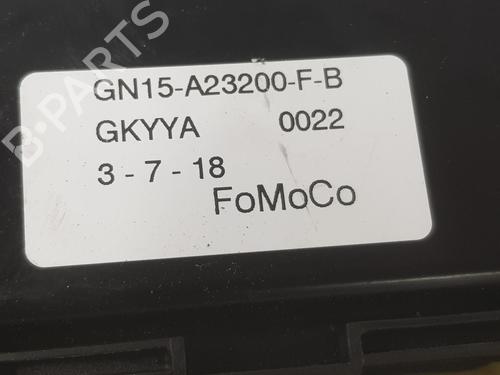 B-PARTS
GN15-A23200-F-B
GKYYA 0022
3 - 7 - 18
FoMoCo